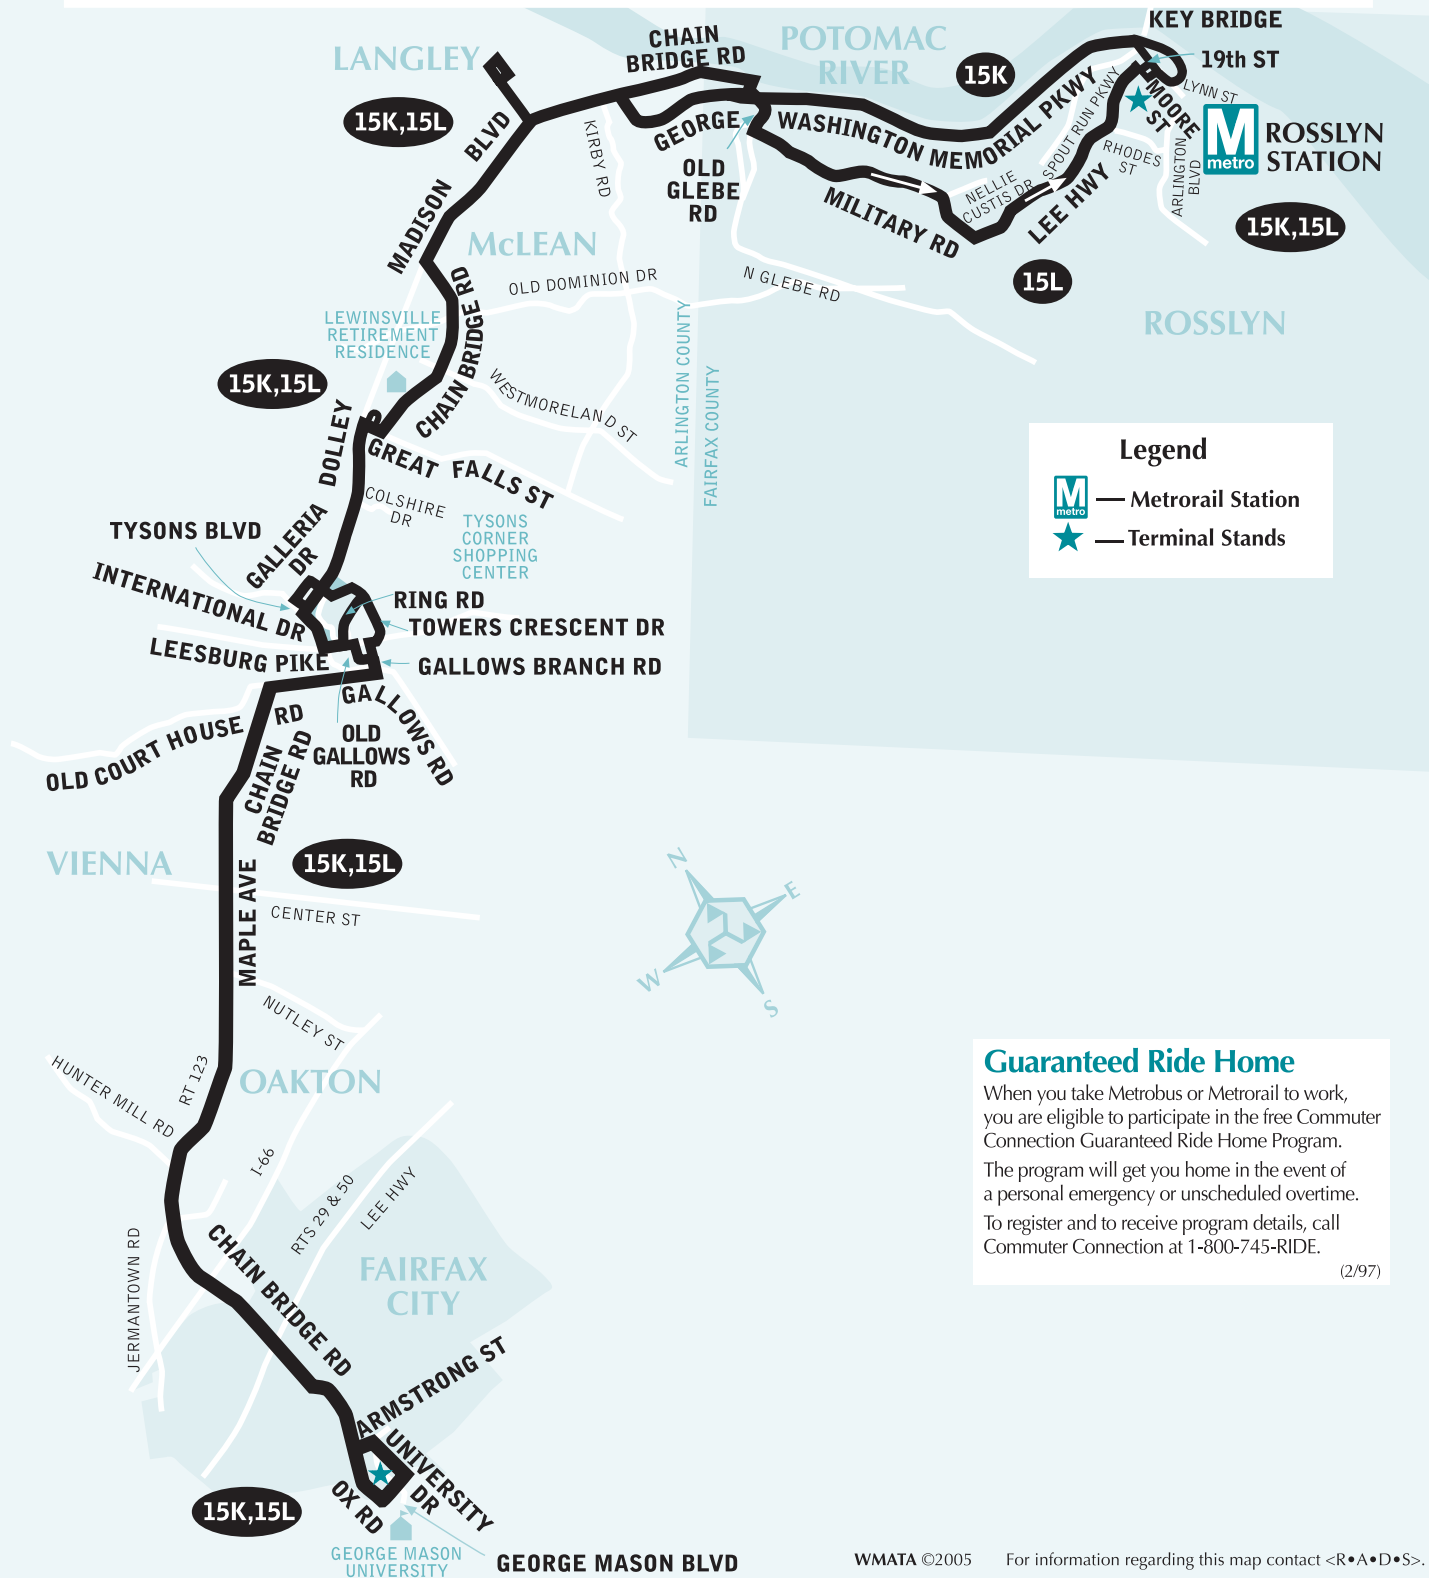 KEY BRIDGE
19th ST
LYNN ST
MOORE
ST
M
metro
ROSSLYN
STATION
15K,15L
LANGLEY
CHAIN
BRIDGE RD
POTOMAC
RIVER
15K
15K,15L
BLVD
MADISON
KIRBY RD
GEORGE
WASHINGTON MEMORIAL PKWY
SPOUT RUN PKWY
RHODES
ST
ARLINGTON
BLVD
OLD
GLEBE
RD
MILITARY RD
NELLIE
CUSTIS DR
LEE HWY
15L
McLEAN
OLD DOMINION DR
N GLEBE RD
ROSSLYN
CHAIN BRIDGE RD
LEWINSVILLE
RETIREMENT
RESIDENCE
ARLINGTON COUNTY
FAIRFAX COUNTY
15K,15L
WESTMORELAND ST
CHAIN BRIDGE RD
DOLLEY
GREAT FALLS ST
COLSHIRE
DR
TYSONS
CORNER
SHOPPING
CENTER
Legend
M
metro
Metrorail Station
Terminal Stands
TYSONS BLVD
GALLERIA
DR
INTERNATIONAL DR
RING RD
TOWERS CRESCENT DR
LEESBURG PIKE
GALLOWS BRANCH RD
GALLOWS RD
OLD COURT HOUSE RD
OLD
GALLOWS
RD
CHAIN
BRIDGE RD
VIENNA
15K,15L
MAPLE AVE
CENTER ST
N
E
W
S
NUTLEY ST
RT 123
OAKTON
HUNTER MILL RD
I-66
RTS 29 & 50
LEE HWY
JERMANTOWN RD
CHAIN BRIDGE RD
FAIRFAX
CITY
Guaranteed Ride Home
When you take Metrobus or Metrorail to work,
you are eligible to participate in the free Commuter
Connection Guaranteed Ride Home Program.
The program will get you home in the event of
a personal emergency or unscheduled overtime.
To register and to receive program details, call
Commuter Connection at 1-800-745-RIDE.
(2/97)
ARMSTRONG ST
UNIVERSITY
DR
OX RD
15K,15L
GEORGE MASON
UNIVERSITY
GEORGE MASON BLVD
WMATA ©2005 For information regarding this map contact <R•A•D•S>.